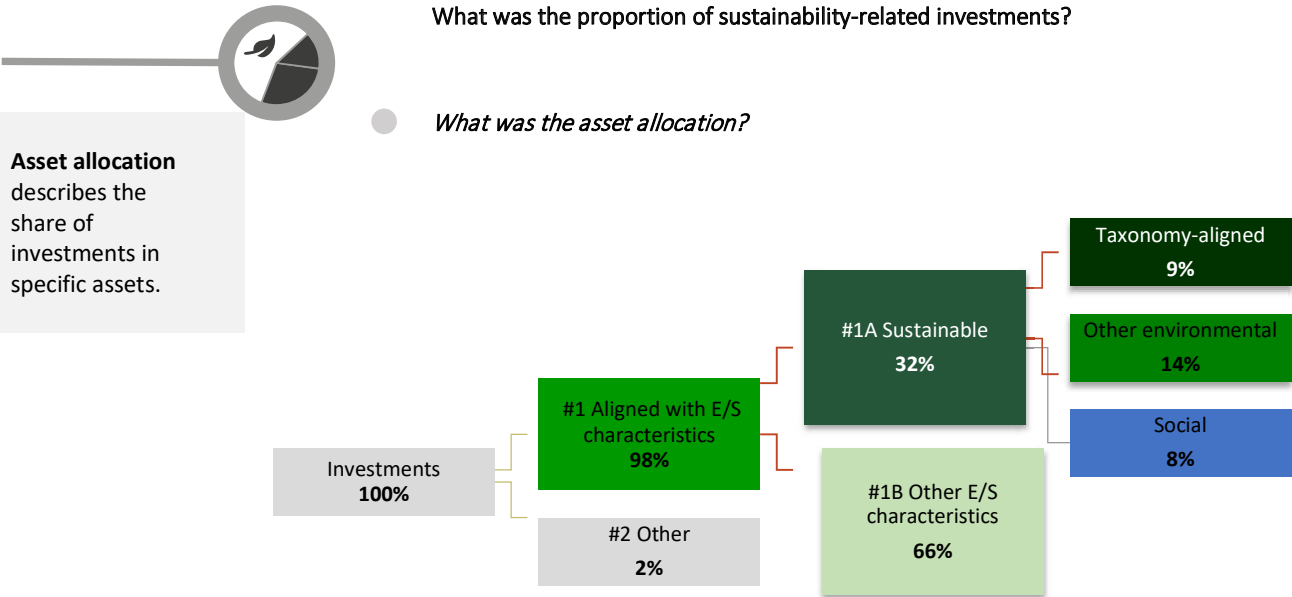 What was the proportion of sustainability-related investments?
What was the asset allocation?
Asset allocation
describes the
share of
investments in
specific assets.
Investments
100%
#1 Aligned with E/S
characteristics
98%
#2 Other
2%
#1A Sustainable
32%
#1B Other E/S
characteristics
66%
Taxonomy-aligned
9%
Other environmental
14%
Social
8%